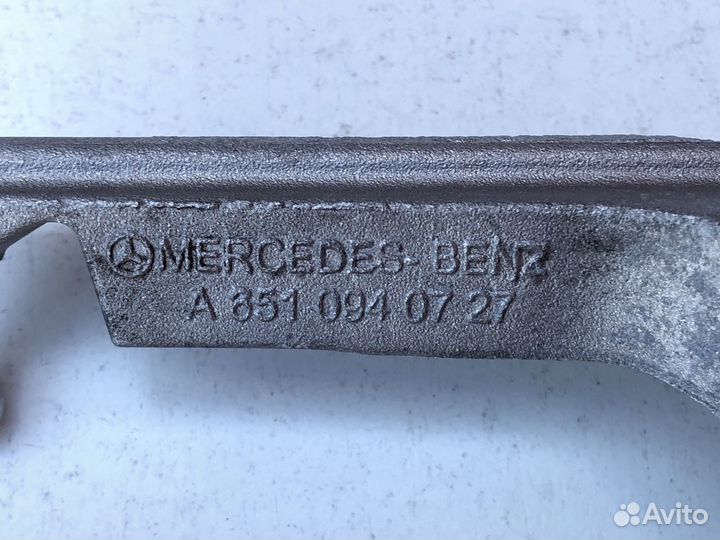 MERCEDES-BENZ
A 651 094 07 27
Avito